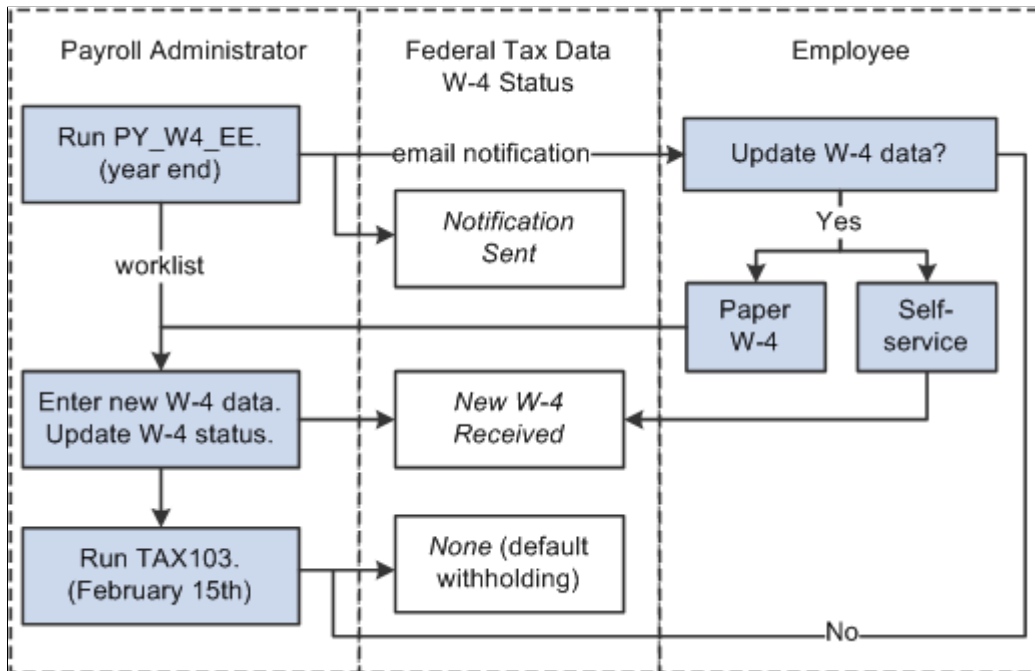 Payroll Administrator
Federal Tax Data
W-4 Status
Employee
Run PY_W4_EE.
(year end)
email notification
Update W-4 data?
Notification
Sent
Yes
worklist
Paper
W-4
Self-
service
Enter new W-4 data.
Update W-4 status.
New W-4
Received
Run TAX103.
(February 15th)
None (default
withholding)
No